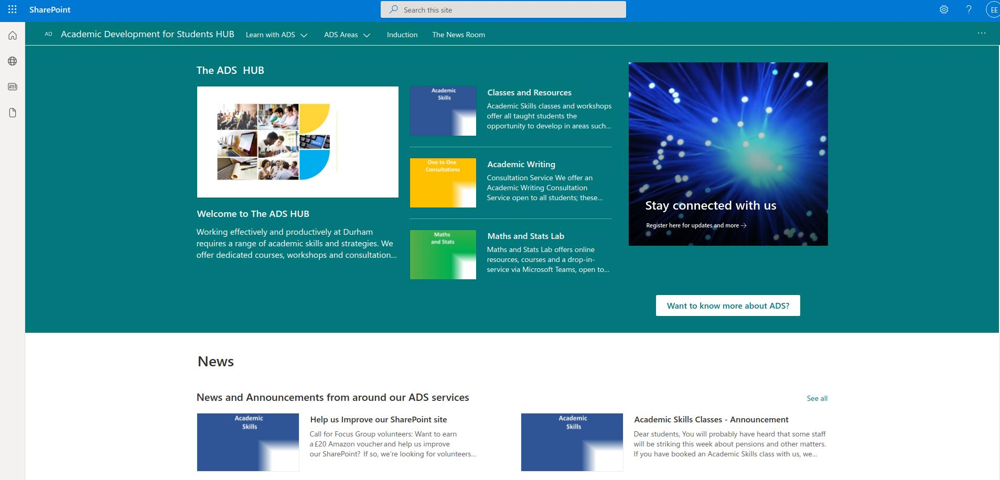 SharePoint
Search this site
EE
AD Academic Development for Students HUB Learn with ADS ADS Areas Induction The News Room
The ADS HUB
Welcome to The ADS HUB
Working effectively and productively at Durham
requires a range of academic skills and strategies. We
offer dedicated courses, workshops and consultation...
Academic
Skills
Classes and Resources
Academic Skills classes and workshops
offer all taught students the
opportunity to develop in areas such...
One to One
Consultations
Academic Writing
Consultation Service We offer an
Academic Writing Consultation
Service open to all students; these...
Maths
and Stats
Maths and Stats Lab
Maths and Stats Lab offers online
resources, courses and a drop-in-
service via Microsoft Teams, open to...
Stay connected with us
Register here for updates and more
Want to know more about ADS?
News
News and Announcements from around our ADS services
See all
Academic
Skills
Help us Improve our SharePoint site
Call for Focus Group volunteers: Want to earn
a £20 Amazon voucher and help us improve
our SharePoint? If so, we’re looking for volunteers...
Academic
Skills
Academic Skills Classes - Announcement
Dear students, You will probably have heard that some staff
will be striking this week about pensions and other matters.
If you have booked an Academic Skills class with us, we...